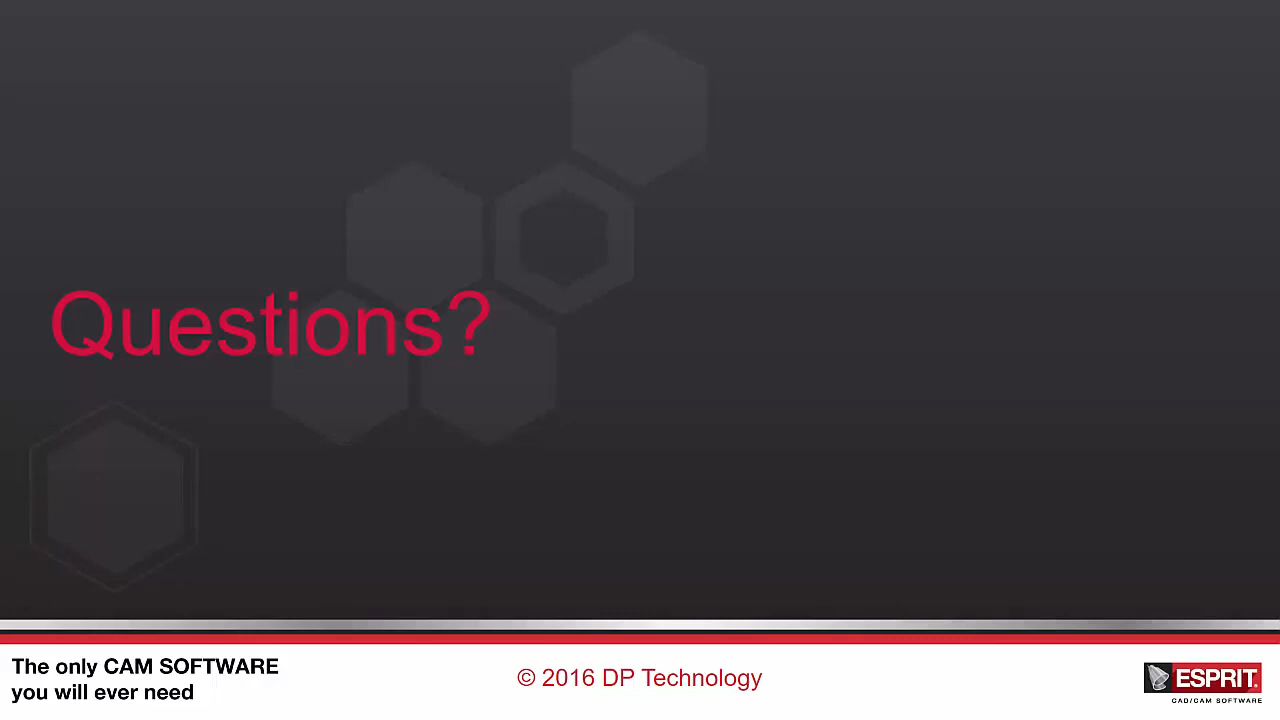 Questions?
The only CAM SOFTWARE
you will ever need
© 2016 DP Technology
ESPRIT.
CAD/CAM SOFTWARE